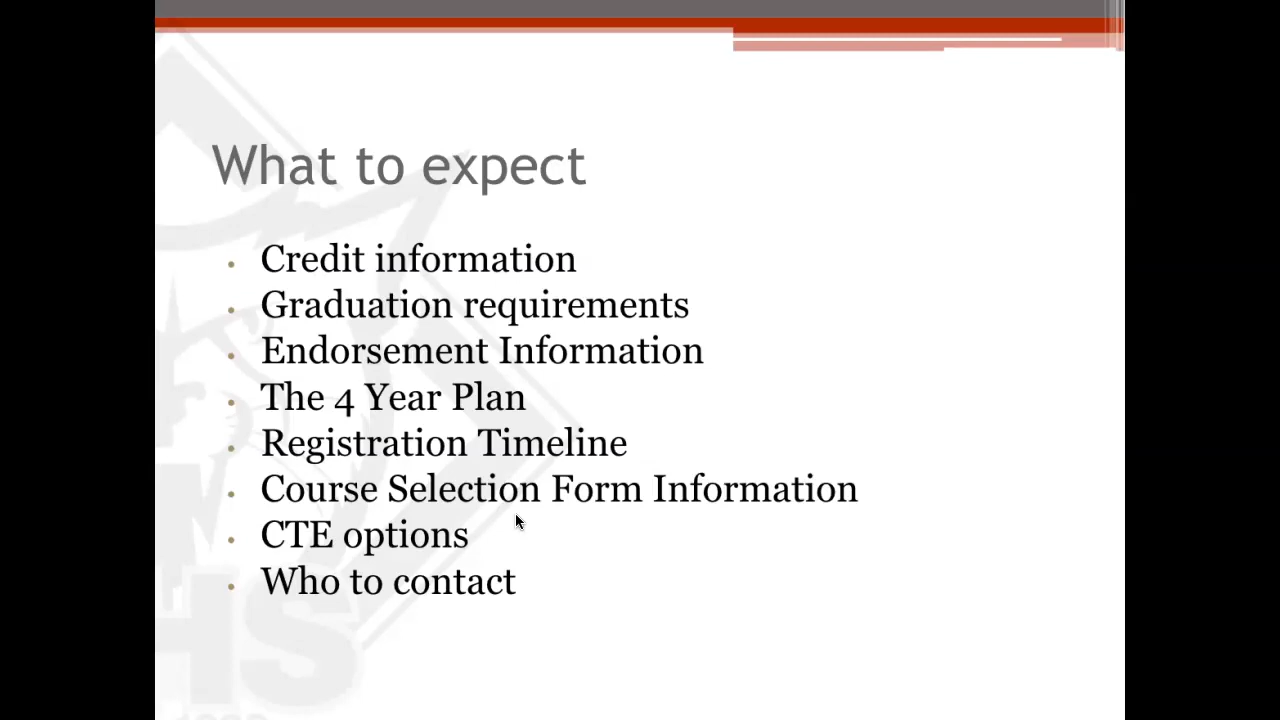 What to expect
Credit information
Graduation requirements
Endorsement Information
The 4 Year Plan
Registration Timeline
Course Selection Form Information
CTE options
Who to contact
HS